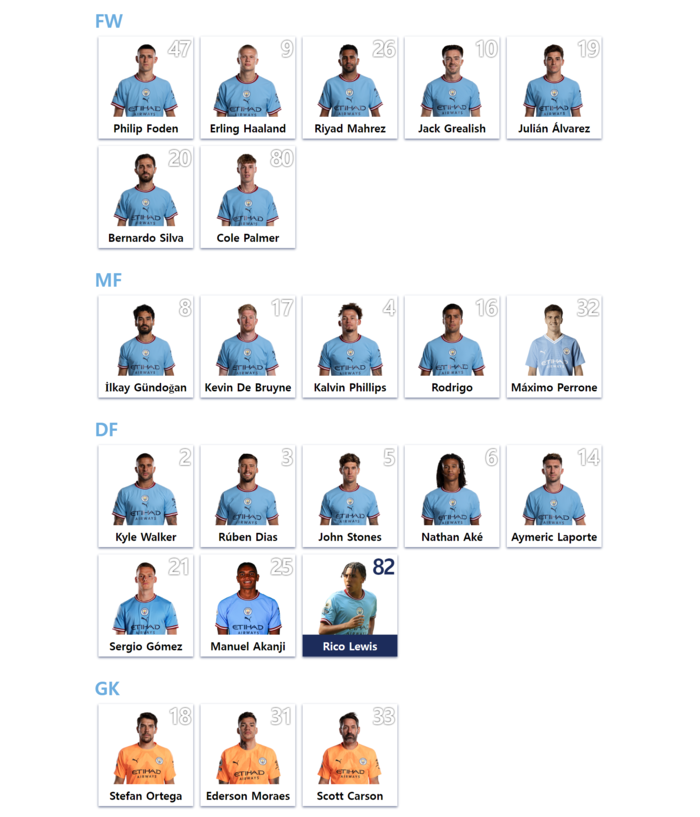 FW
47 9 26 10 19
Philip Foden Erling Haaland Riyad Mahrez Jack Grealish Julián Álvarez
20 80
Bernardo Silva Cole Palmer
MF
8 17 4 16 32
İlkay Gündoğan Kevin De Bruyne Kalvin Phillips Rodrigo Máximo Perrone
DF
2 3 5 6 14
Kyle Walker Rúben Dias John Stones Nathan Aké Aymeric Laporte
21 25 82
Sergio Gómez Manuel Akanji Rico Lewis
GK
18 31 33
Stefan Ortega Ederson Moraes Scott Carson